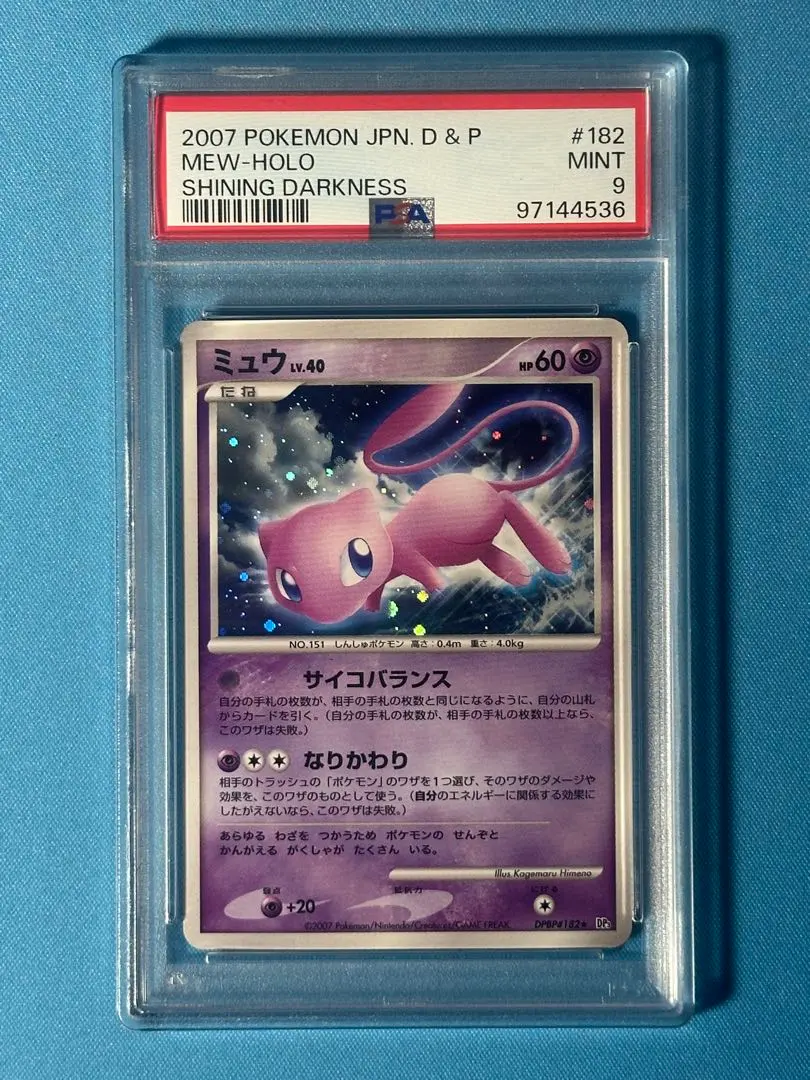 2007 POKEMON JPN. D & P #182
MEW-HOLO MINT
SHINING DARKNESS 9
PSA 97144536
ミュウ LV.40 HP 60
たね
NO.151 しんしゅポケモン 高さ:0.4m 重さ:4.0kg
サイコバランス
自分の手札の枚数が、相手の手札の枚数と同じになるように、自分の山札
からカードを引く。(自分の手札の枚数が、相手の手札の枚数以上なら、
このワザは失敗。)
なりかわり
相手のトラッシュの「ポケモン」のワザを1つ選び、そのワザのダメージや
効果を、このワザのものとして使う。(自分のエネルギーに関係する効果に
したがえないなら、このワザは失敗。)
あらゆる わざを つかうため ポケモンの せんぞと
かんがえる がくしゃが たくさん いる。
Illus.Kagemaru Himeno
弱点 抵抗力 にげる
+20
©2007 Pokémon/Nintendo/Creatures/GAME FREAK. DPBP#182★ DP3